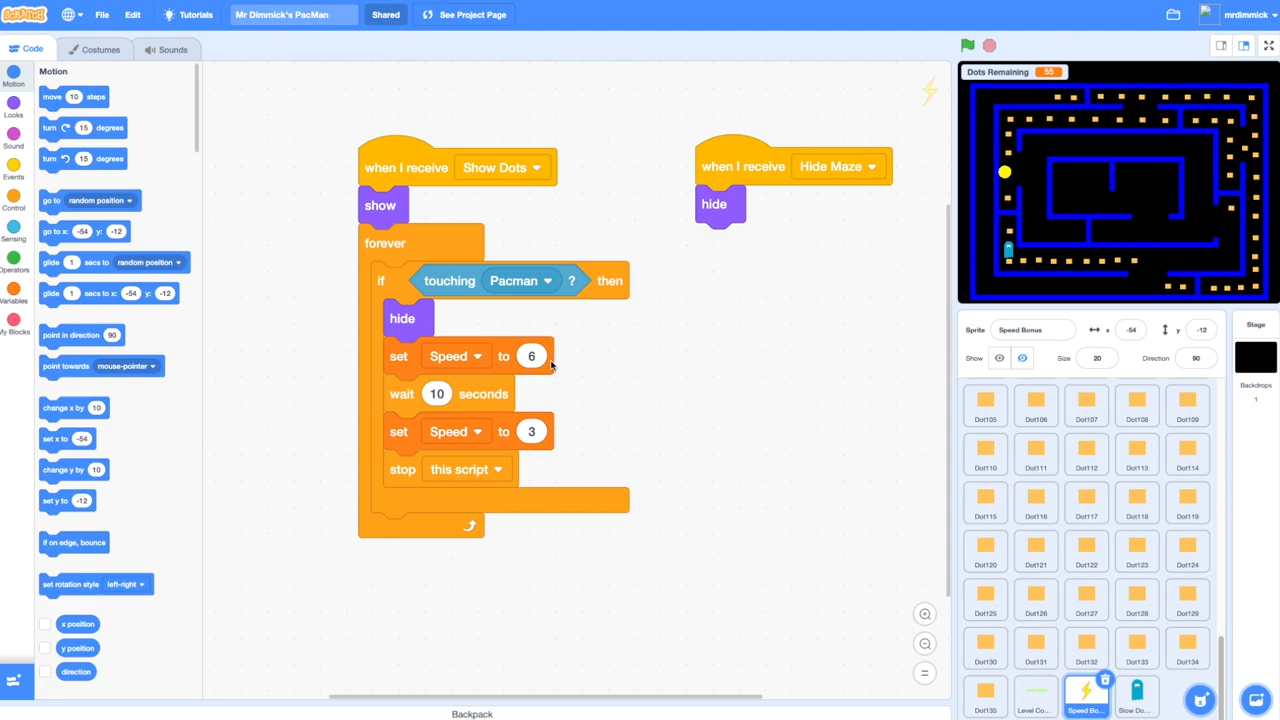 SCRATCH File Edit Tutorials Mr Dimmick's PacMan Shared See Project Page mrdimmick
Code Costumes Sounds
Motion
Looks
Sound
Events
Control
Sensing
Operators
Variables
My Blocks
Motion
move 10 steps
turn 15 degrees
turn 15 degrees
go to random position
go to x: -54 y: -12
glide 1 secs to random position
glide 1 secs to x: -54 y: -12
point in direction 90
point towards mouse-pointer
change x by 10
set x to -54
change y by 10
set y to -12
if on edge, bounce
set rotation style left-right
x position
y position
direction
when I receive Show Dots
show
forever
if touching Pacman ? then
hide
set Speed to 6
wait 10 seconds
set Speed to 3
stop this script
when I receive Hide Maze
hide
Backpack
Dots Remaining 55
Sprite Speed Bonus x -54 y -12
Show Size 20 Direction 90
Dot105 Dot106 Dot107 Dot108 Dot109
Dot110 Dot111 Dot112 Dot113 Dot114
Dot115 Dot116 Dot117 Dot118 Dot119
Dot120 Dot121 Dot122 Dot123 Dot124
Dot125 Dot126 Dot127 Dot128 Dot129
Dot130 Dot131 Dot132 Dot133 Dot134
Dot135 Level Co... Speed Bo... Slow Do...
Stage
Backdrops
1